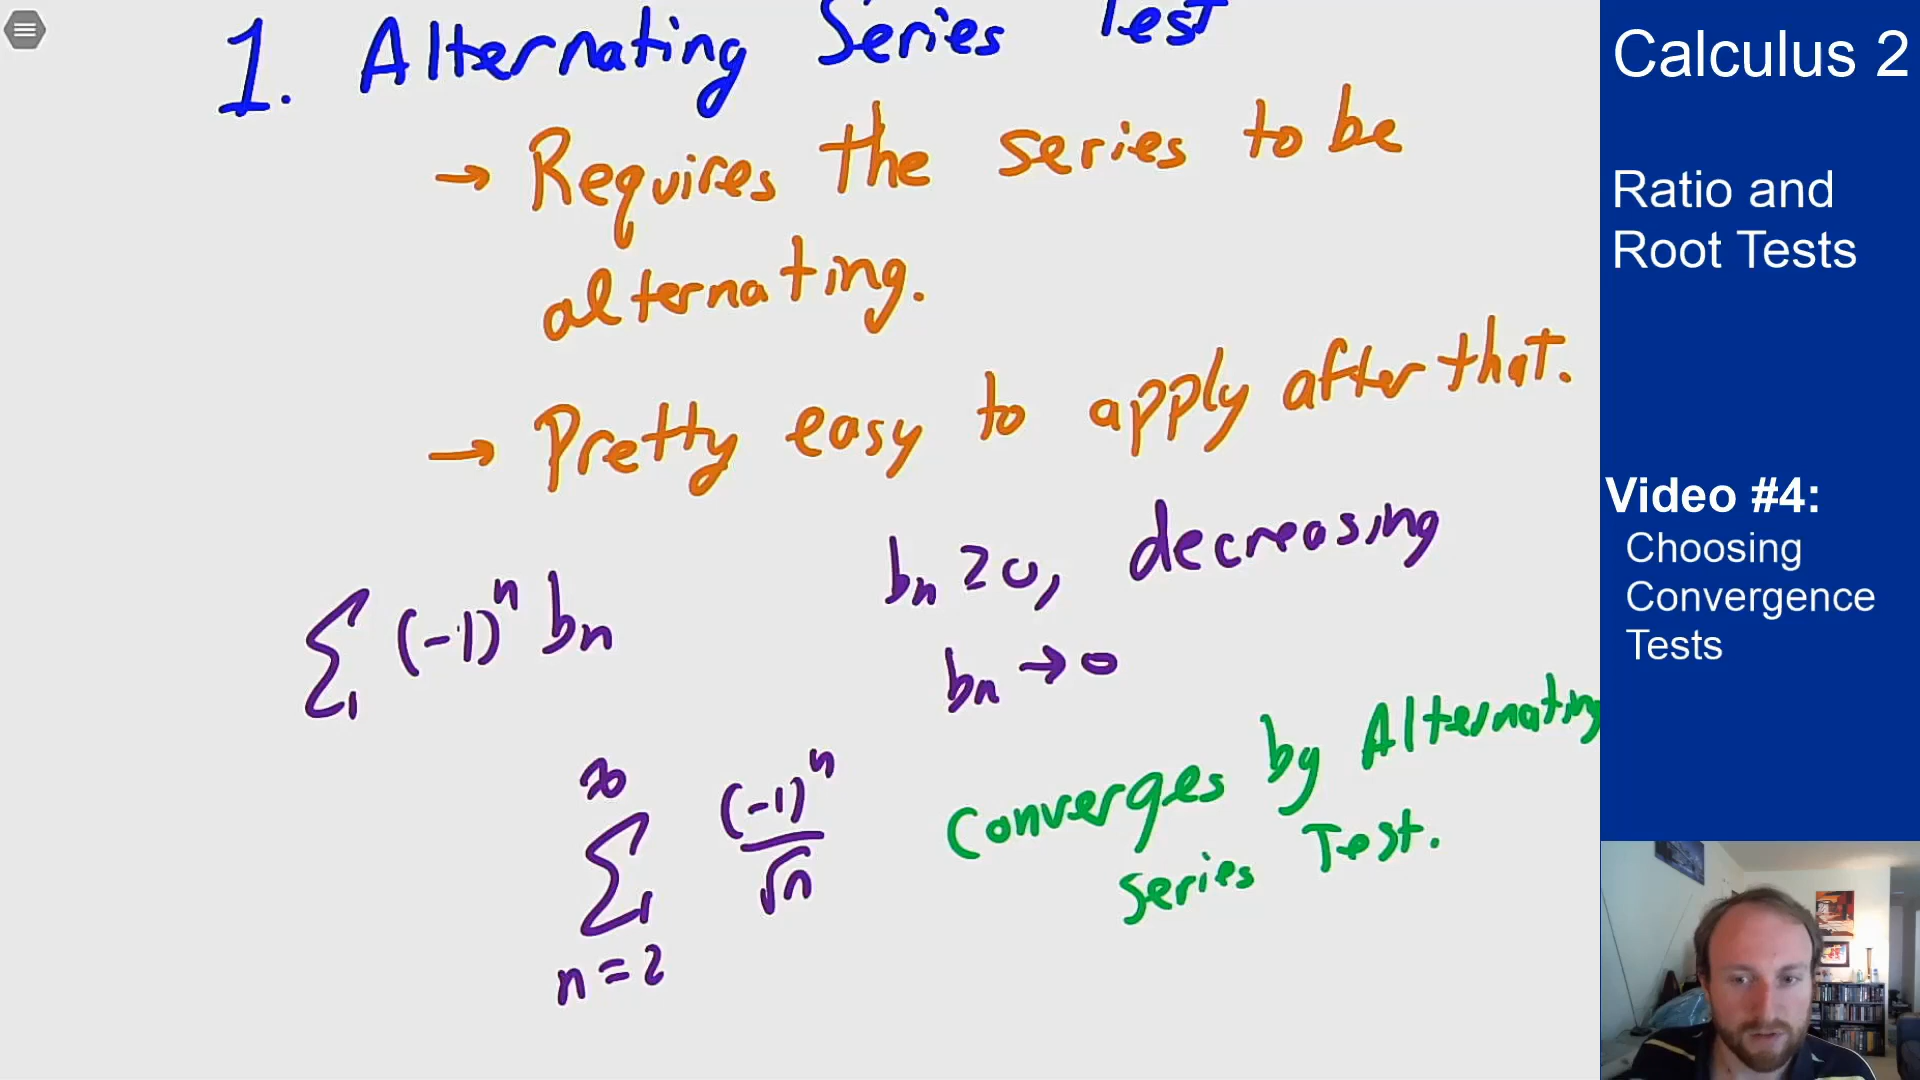 1. Alternating Series Test
→ Requires the series to be
alternating.
→ Pretty easy to apply after that.
∑ (-1)ⁿ bₙ
bₙ ≥ 0, decreasing
bₙ → 0
∞
∑ (-1)ⁿ/√n
n=2
Converges by Alternating
Series Test.
Calculus 2
Ratio and
Root Tests
Video #4:
Choosing
Convergence
Tests